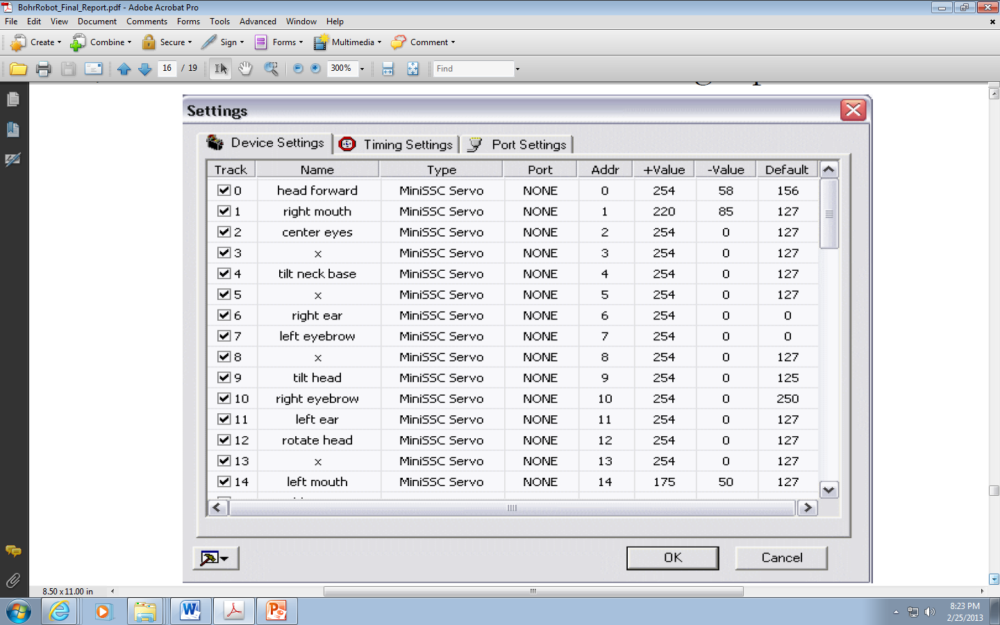 BohrRobot_Final_Report.pdf - Adobe Acrobat Pro
File Edit View Document Comments Forms Tools Advanced Window Help
Create Combine Secure Sign Forms Multimedia Comment
16 / 19 300% Find
Settings
Device Settings Timing Settings Port Settings
Track Name Type Port Addr +Value -Value Default
0 head forward MiniSSC Servo NONE 0 254 58 156
1 right mouth MiniSSC Servo NONE 1 220 85 127
2 center eyes MiniSSC Servo NONE 2 254 0 127
3 x MiniSSC Servo NONE 3 254 0 127
4 tilt neck base MiniSSC Servo NONE 4 254 0 127
5 x MiniSSC Servo NONE 5 254 0 127
6 right ear MiniSSC Servo NONE 6 254 0 0
7 left eyebrow MiniSSC Servo NONE 7 254 0 0
8 x MiniSSC Servo NONE 8 254 0 127
9 tilt head MiniSSC Servo NONE 9 254 0 125
10 right eyebrow MiniSSC Servo NONE 10 254 0 250
11 left ear MiniSSC Servo NONE 11 254 0 127
12 rotate head MiniSSC Servo NONE 12 254 0 127
13 x MiniSSC Servo NONE 13 254 0 127
14 left mouth MiniSSC Servo NONE 14 175 50 127
OK Cancel
8.50 x 11.00 in
8:23 PM
2/25/2013